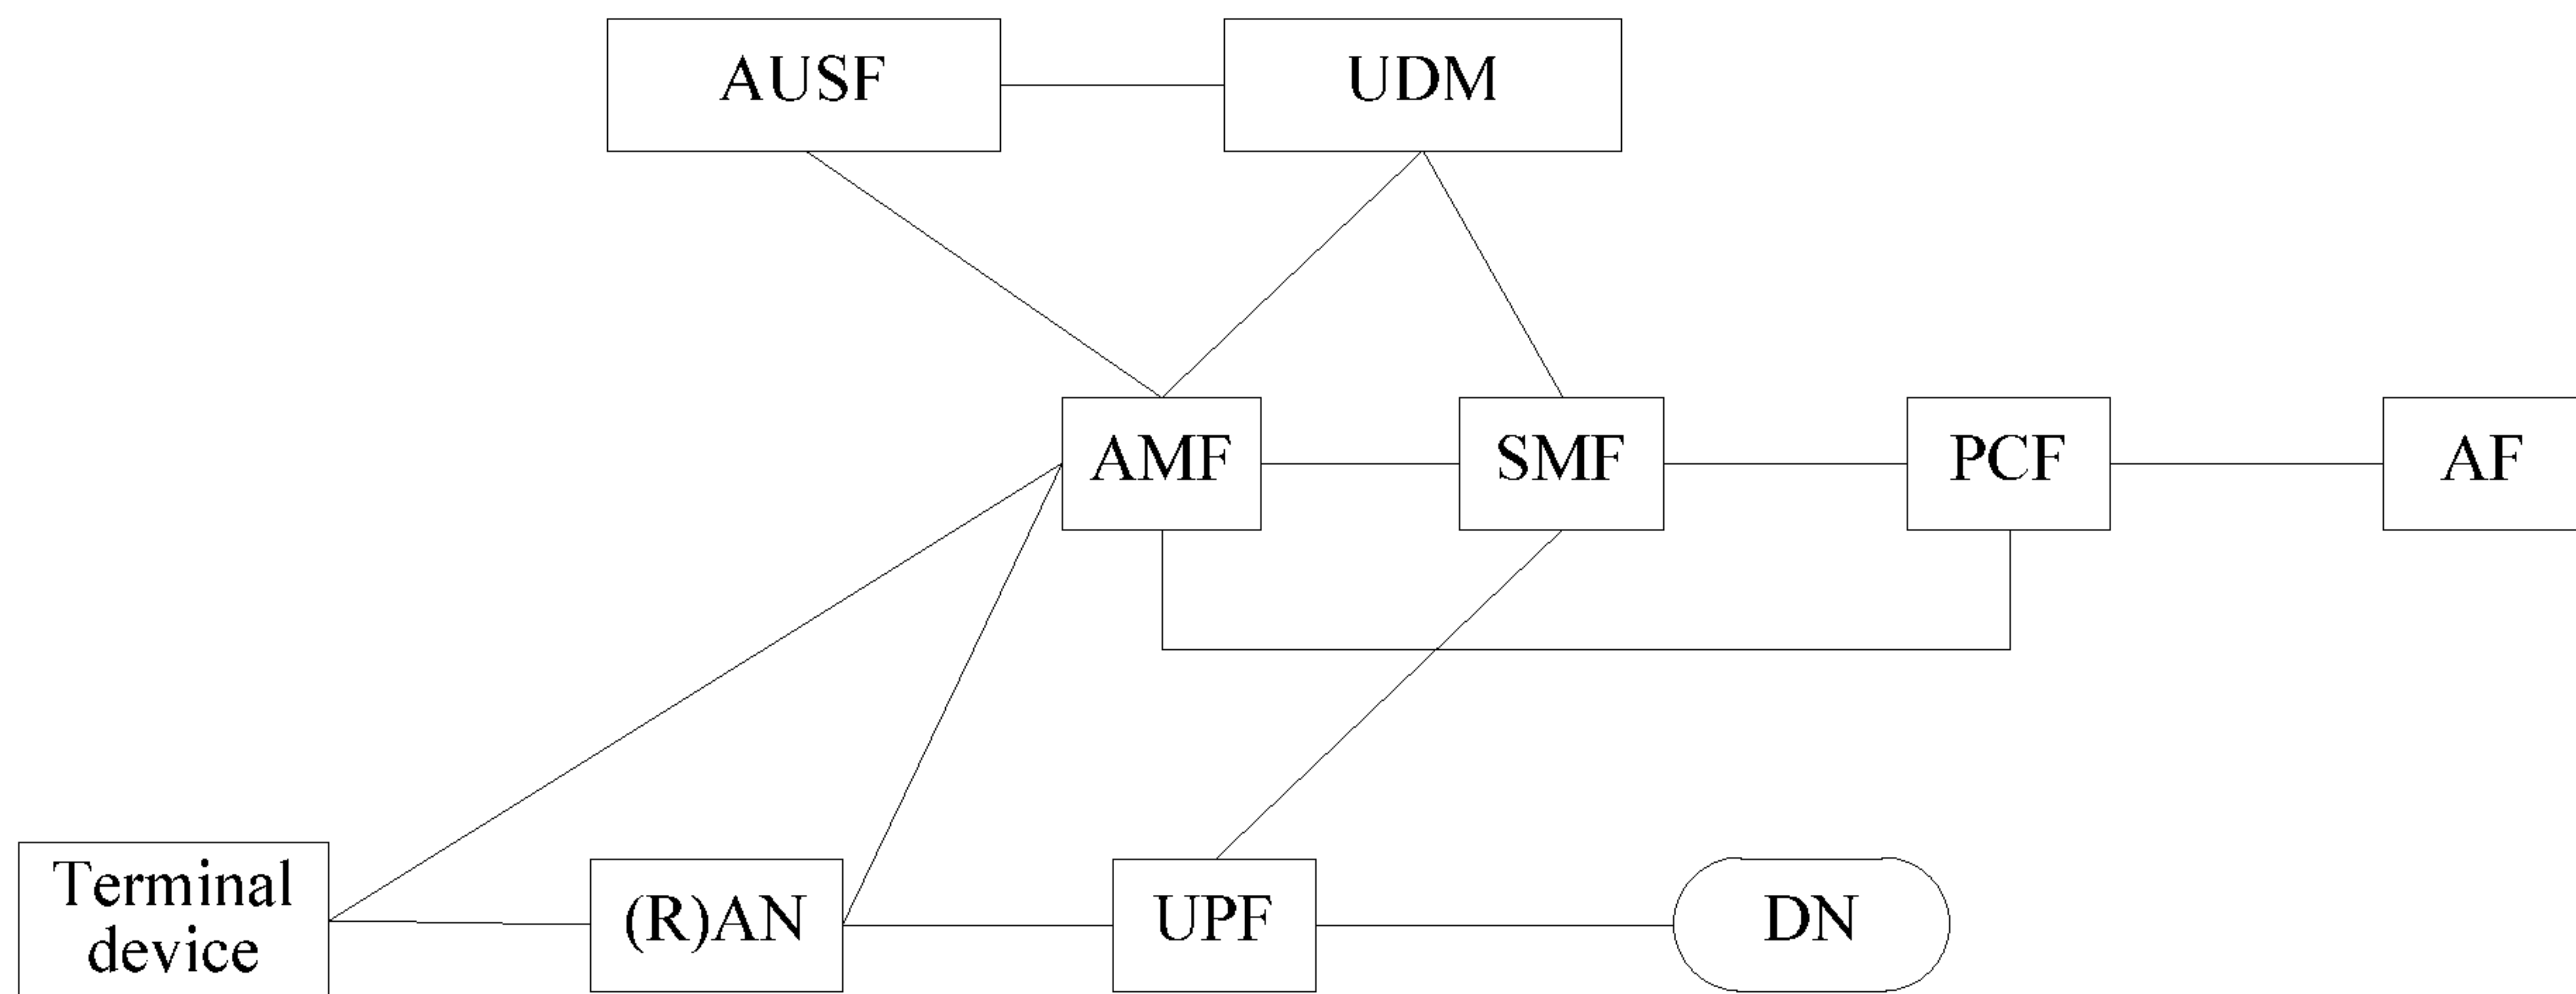 AUSF
UDM
AMF
SMF
PCF
AF
Terminal
device
(R)AN
UPF
DN